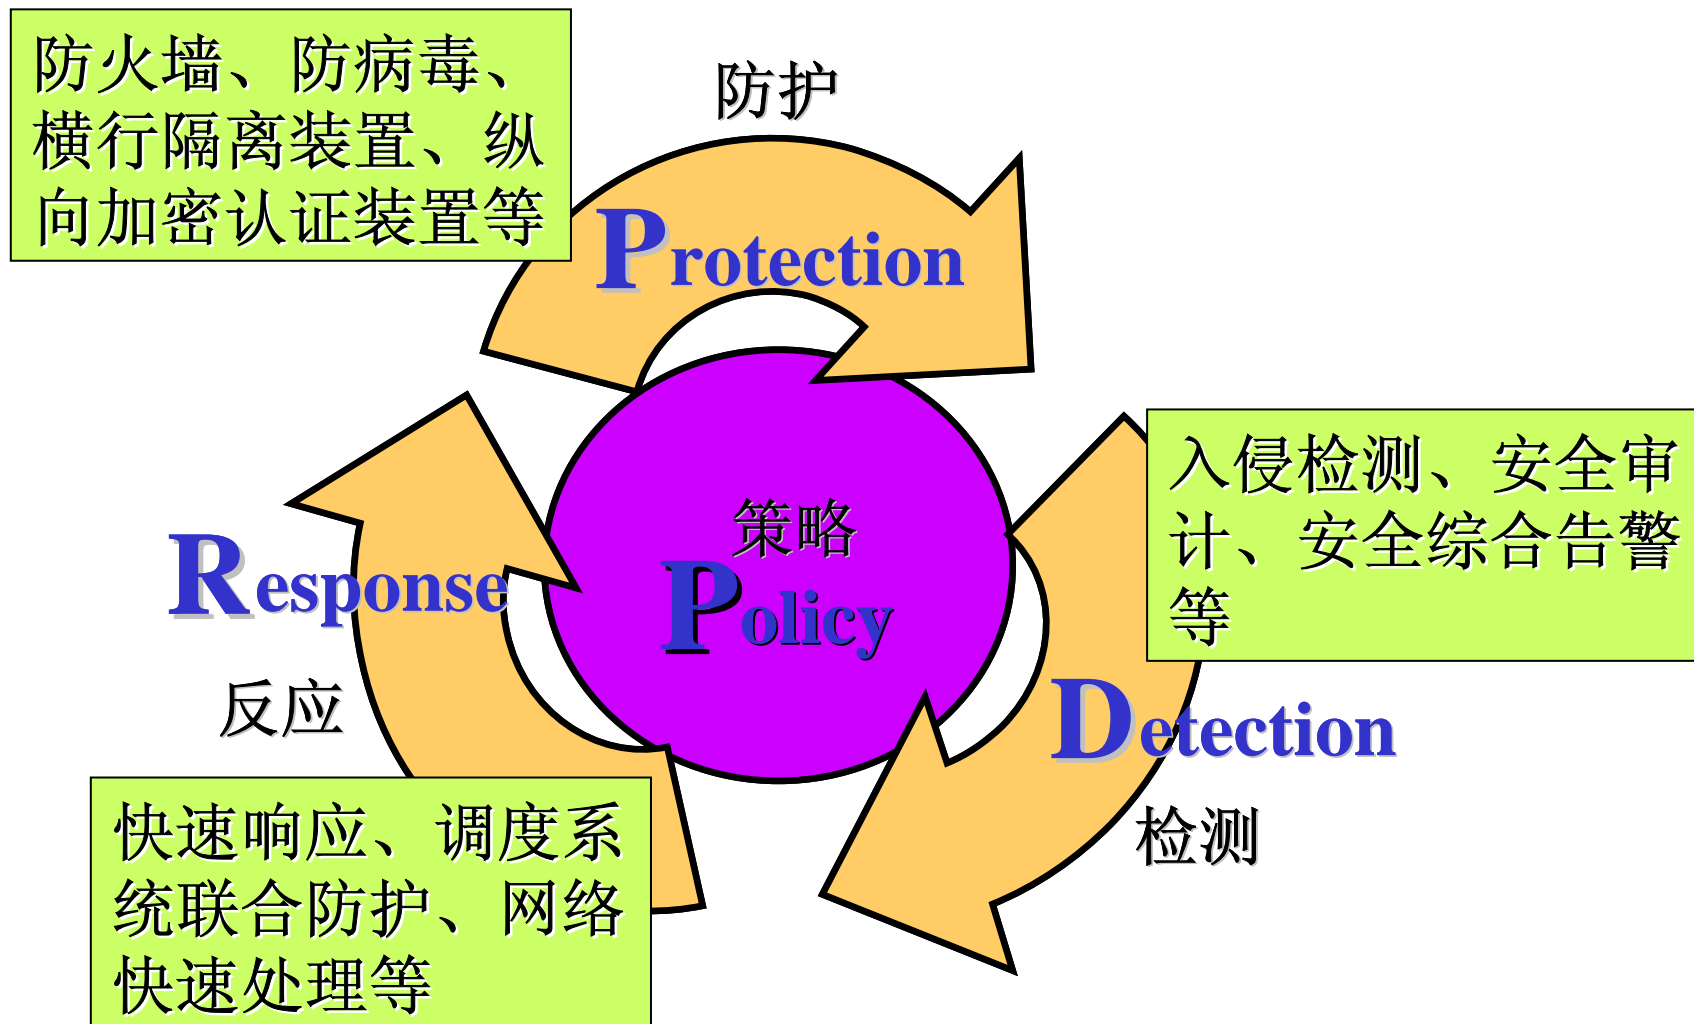 防火墙、防病毒、
横行隔离装置、纵
向加密认证装置等
防护
Protection
入侵检测、安全审
计、安全综合告警
等
策略
Policy
Response
反应
Detection
检测
快速响应、调度系
统联合防护、网络
快速处理等